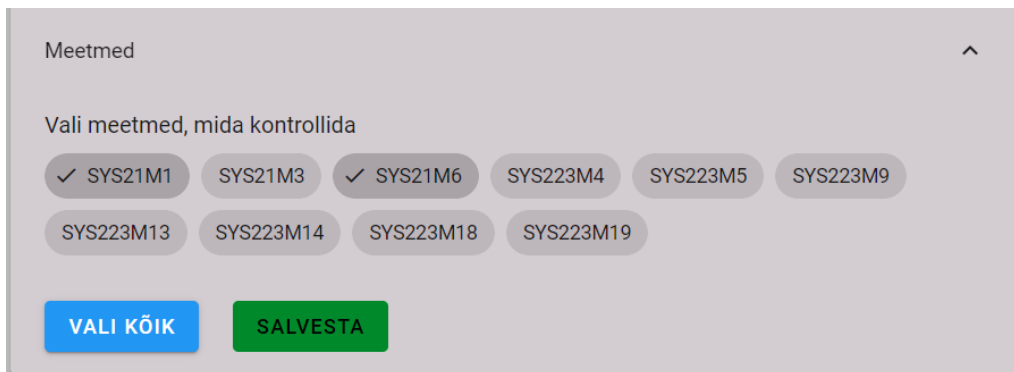 Meetmed
Vali meetmed, mida kontrollida
SYS21M1 SYS21M3 SYS21M6 SYS223M4 SYS223M5 SYS223M9
SYS223M13 SYS223M14 SYS223M18 SYS223M19
VALI KÕIK SALVESTA